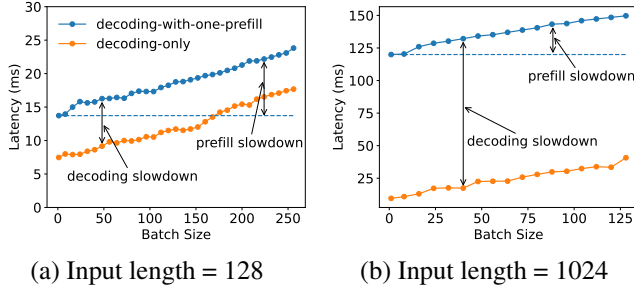 30
25
20
15
10
5
0
Latency (ms)
decoding-with-one-prefill
decoding-only
prefill slowdown
decoding slowdown
0 50 100 150 200 250
Batch Size
(a) Input length = 128
150
125
100
75
50
25
Latency (ms)
prefill slowdown
decoding slowdown
0 25 50 75 100 125
Batch Size
(b) Input length = 1024